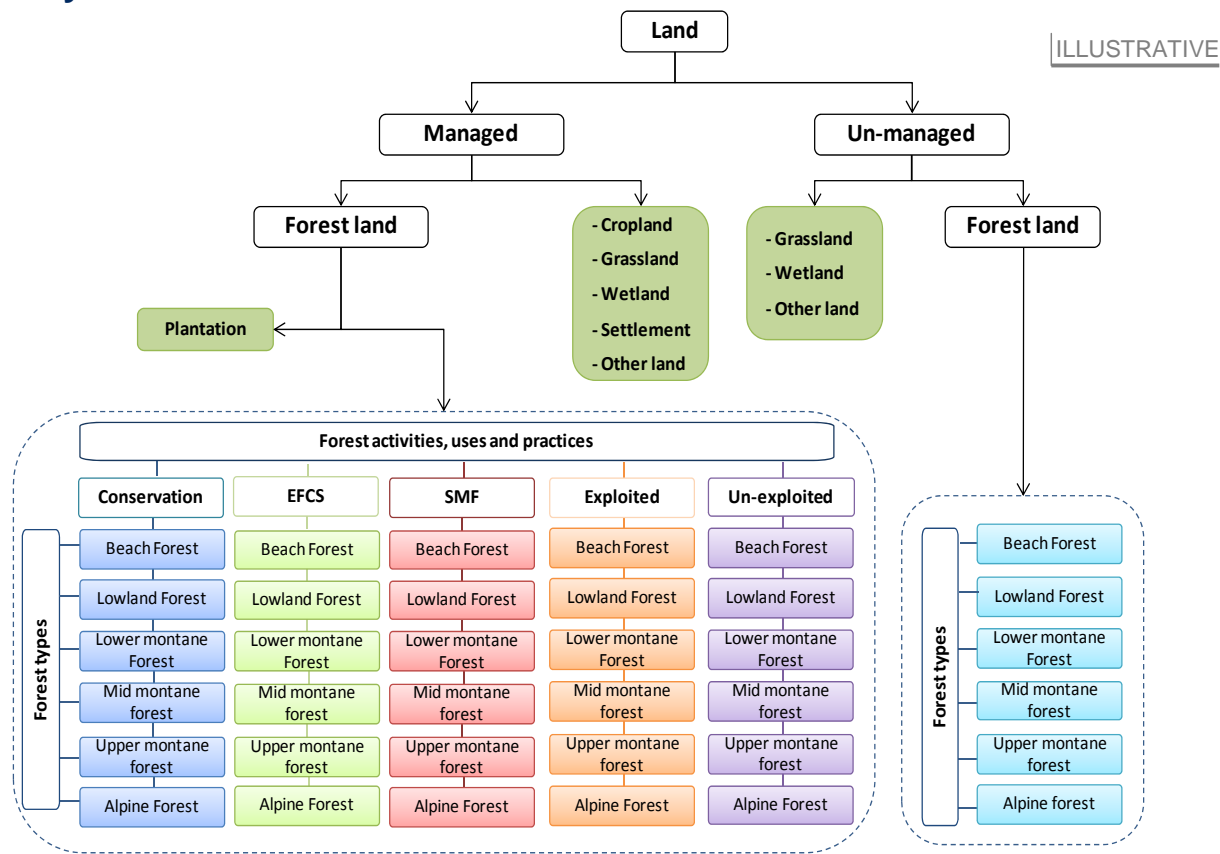 Land
ILLUSTRATIVE
Managed
Un-managed
Forest land
- Cropland
- Grassland
- Wetland
- Settlement
- Other land
- Grassland
- Wetland
- Other land
Forest land
Plantation
Forest activities, uses and practices
Conservation
EFCS
SMF
Exploited
Un-exploited
Forest types
Beach Forest
Beach Forest
Beach Forest
Beach Forest
Beach Forest
Lowland Forest
Lowland Forest
Lowland Forest
Lowland Forest
Lowland Forest
Lower montane
Forest
Lower montane
Forest
Lower montane
Forest
Lower montane
Forest
Lower montane
Forest
Mid montane
forest
Mid montane
forest
Mid montane
forest
Mid montane
forest
Mid montane
forest
Upper montane
forest
Upper montane
forest
Upper montane
forest
Upper montane
forest
Upper montane
forest
Alpine Forest
Alpine Forest
Alpine Forest
Alpine Forest
Alpine Forest
Forest types
Beach Forest
Lowland Forest
Lower montane
Forest
Mid montane
forest
Upper montane
forest
Alpine forest